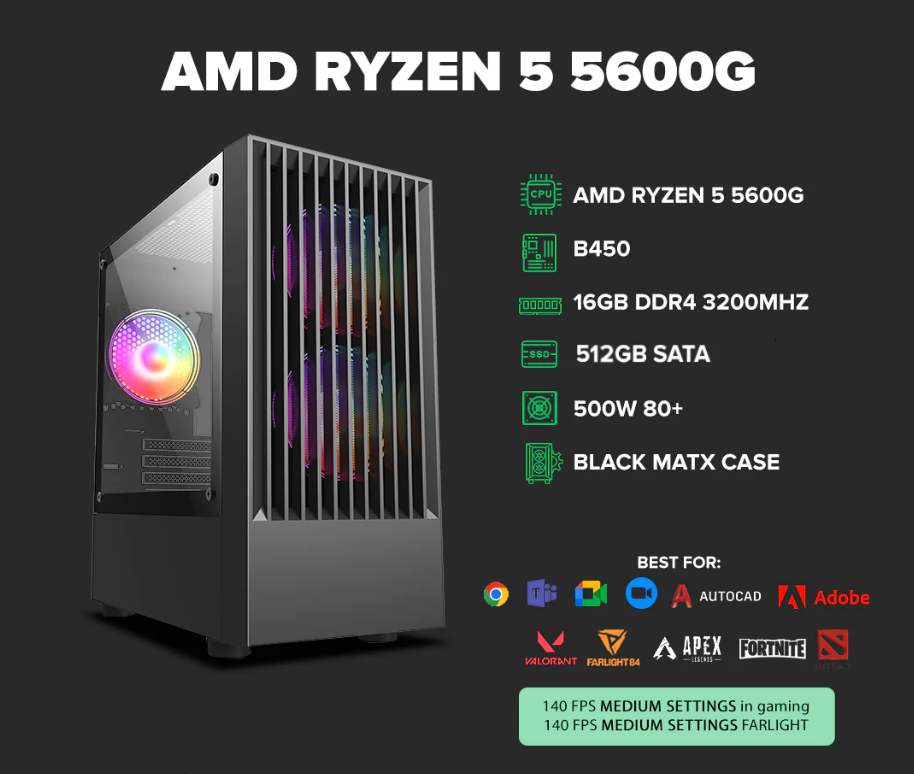 AMD RYZEN 5 5600G
CPU
AMD RYZEN 5 5600G
B450
16GB DDR4 3200MHZ
SSD
512GB SATA
500W 80+
BLACK MATX CASE
BEST FOR:
AUTOCAD
Adobe
VALORANT
FARLIGHT 84
APEX
LEGENDS
FORTNITE
DOTA 2
140 FPS MEDIUM SETTINGS in gaming
140 FPS MEDIUM SETTINGS FARLIGHT